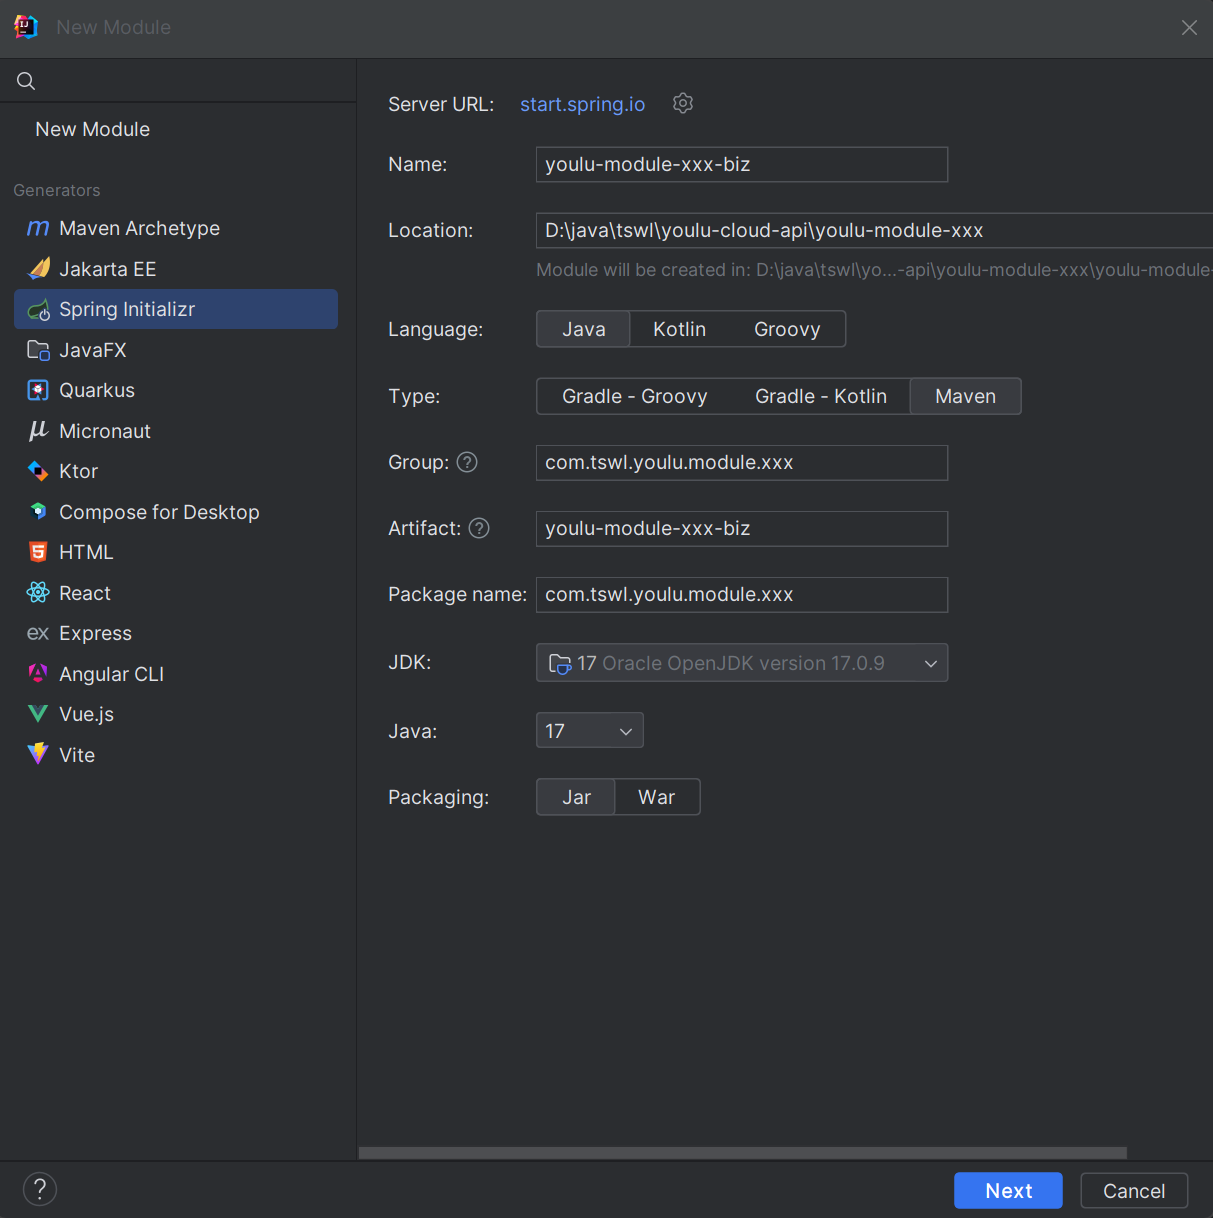 New Module
New Module
Generators
Maven Archetype
Jakarta EE
Spring Initializr
JavaFX
Quarkus
Micronaut
Ktor
Compose for Desktop
HTML
React
Express
Angular CLI
Vue.js
Vite
Server URL: start.spring.io
Name: youlu-module-xxx-biz
Location: D:\java\tswl\youlu-cloud-api\youlu-module-xxx
Module will be created in: D:\java\tswl\yo...-api\youlu-module-xxx\youlu-module-
Language: Java Kotlin Groovy
Type: Gradle - Groovy Gradle - Kotlin Maven
Group: ? com.tswl.youlu.module.xxx
Artifact: ? youlu-module-xxx-biz
Package name: com.tswl.youlu.module.xxx
JDK: 17 Oracle OpenJDK version 17.0.9
Java: 17
Packaging: Jar War
? Next Cancel